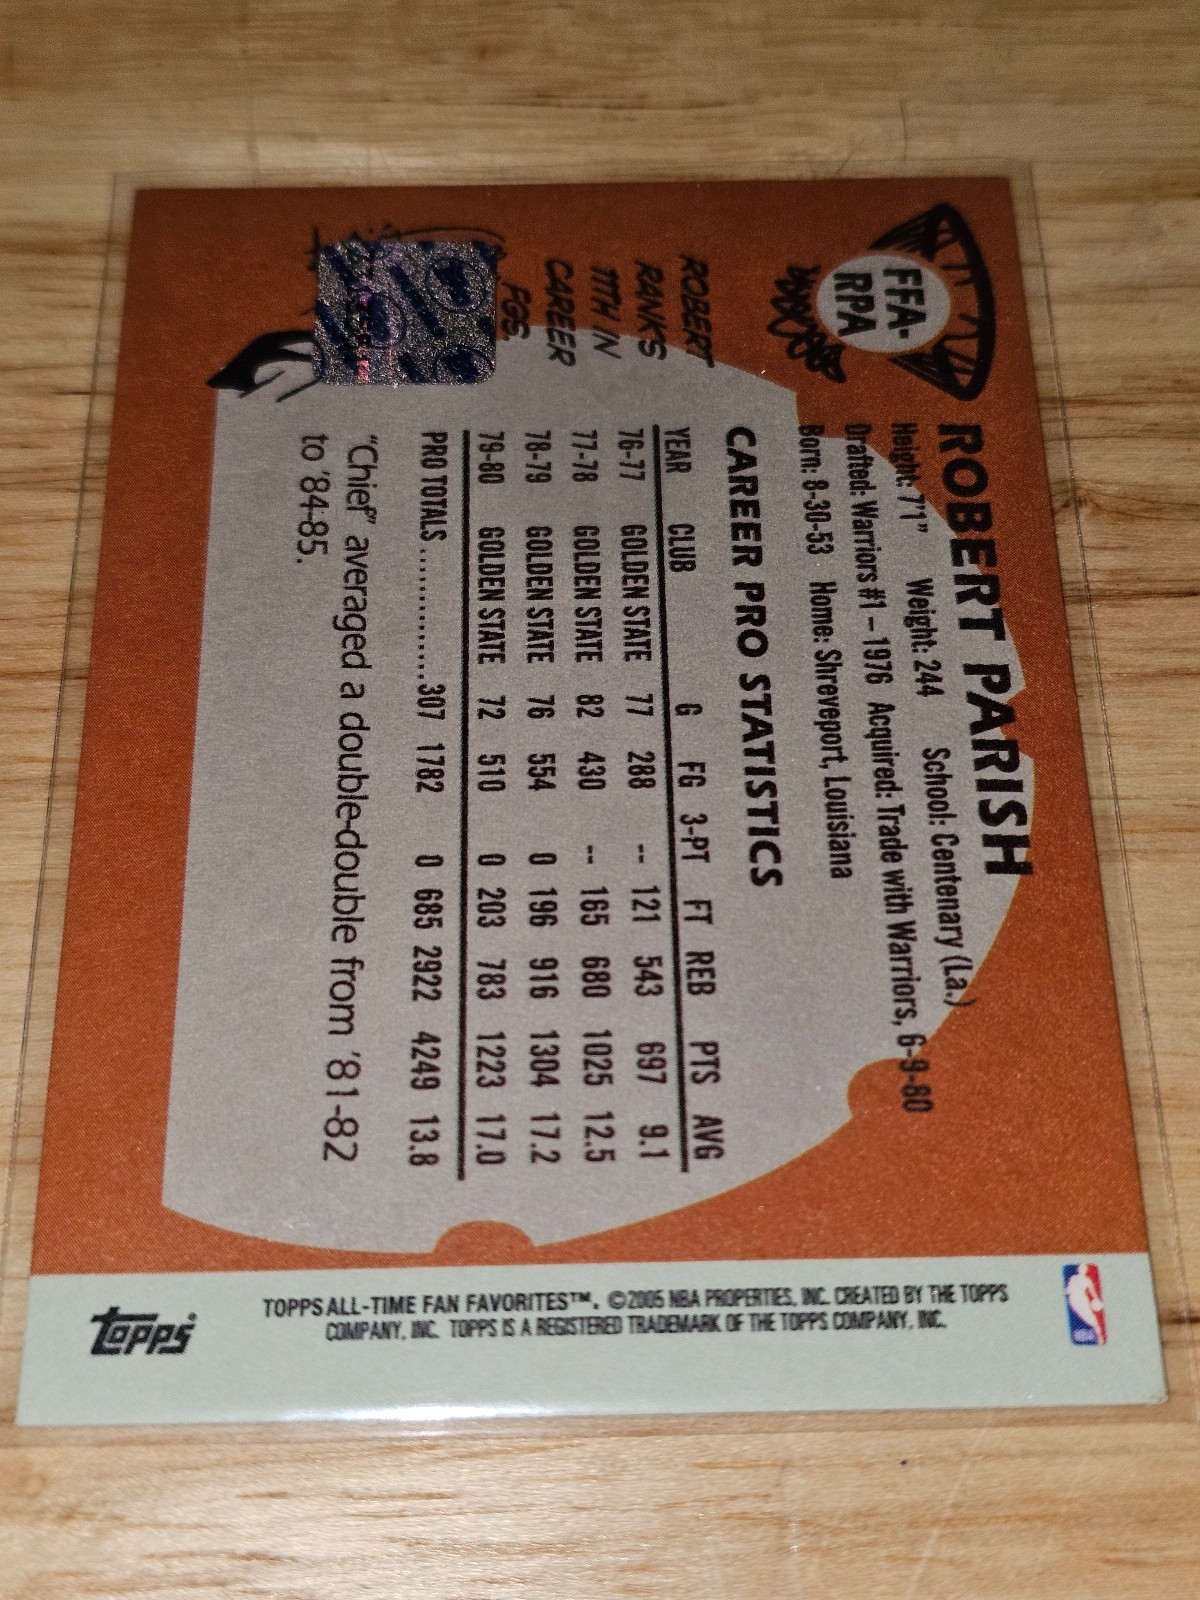 FFA-
RPA
ROBERT PARISH
Height: 7'1" Weight: 244 School: Centenary (La.)
Drafted: Warriors #1 – 1976 Acquired: Trade with Warriors, 6-9-80
Born: 8-30-53 Home: Shreveport, Louisiana
CAREER PRO STATISTICS
YEAR CLUB G FG 3-PT FT REB PTS AVG
76-77 GOLDEN STATE 77 288 -- 121 543 697 9.1
77-78 GOLDEN STATE 82 430 -- 165 680 1025 12.5
78-79 GOLDEN STATE 76 554 0 196 916 1304 17.2
79-80 GOLDEN STATE 72 510 0 203 783 1223 17.0
PRO TOTALS ............307 1782 0 685 2922 4249 13.8
"Chief" averaged a double-double from '81-82
to '84-85.
ROBERT
RANKS
11TH IN
CAREER
PGS.
TOPPS ALL-TIME FAN FAVORITES™. ©2005 NBA PROPERTIES, INC. CREATED BY THE TOPPS
COMPANY, INC. TOPPS IS A REGISTERED TRADEMARK OF THE TOPPS COMPANY, INC.
NBA
topps